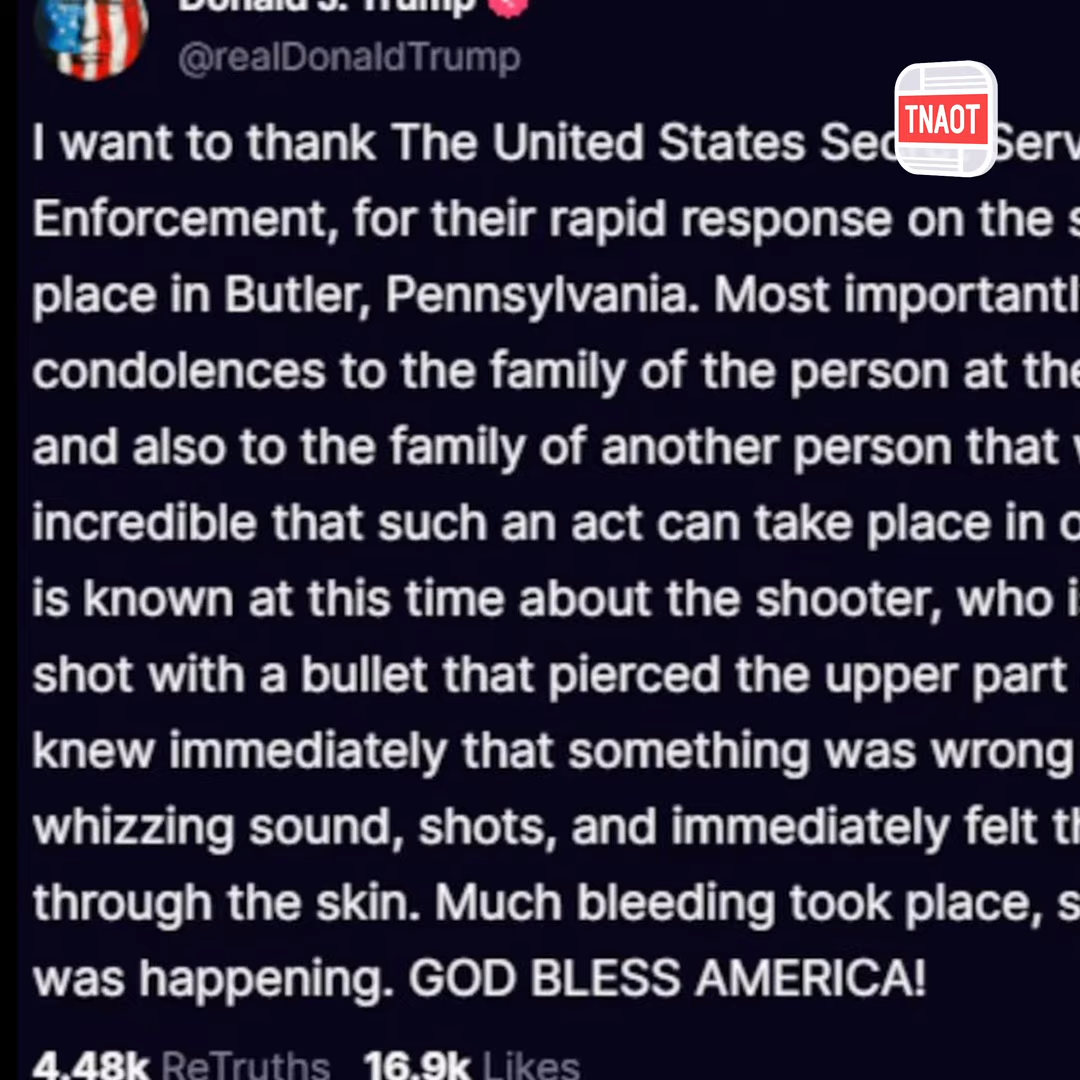 Donald J. Trump
@realDonaldTrump
TNAOT
I want to thank The United States
Enforcement, for their rapid response on the
place in Butler, Pennsylvania. Most
condolences to the family of the person at
and also to the family of another person that
incredible that such an act can take place in
is known at this time about the shooter, who
shot with a bullet that pierced the upper part
knew immediately that something was wrong
whizzing sound, shots, and immediately felt
through the skin. Much bleeding took place,
was happening. GOD BLESS AMERICA!
4.48k ReTruths 16.9k Likes